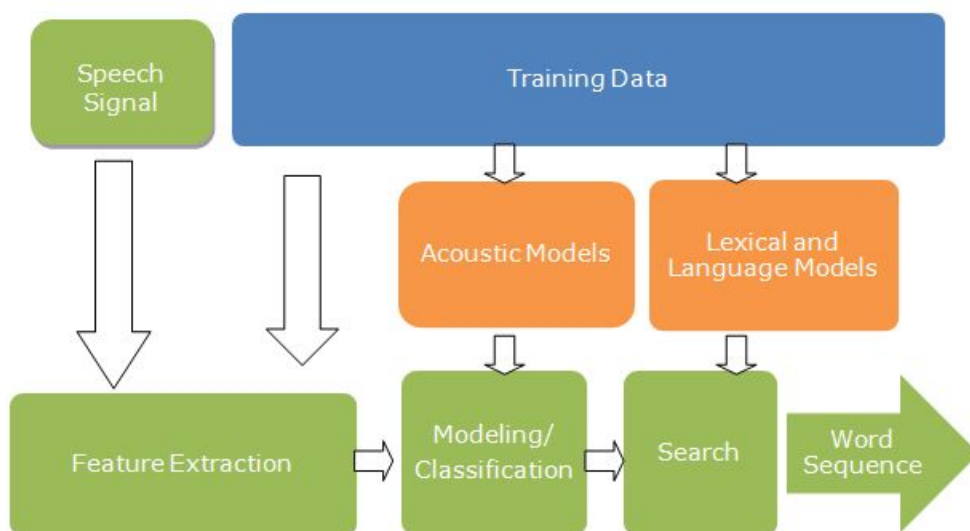 Speech
Signal
Training Data
Acoustic Models
Lexical and
Language Models
Feature Extraction
Modeling/
Classification
Search
Word
Sequence